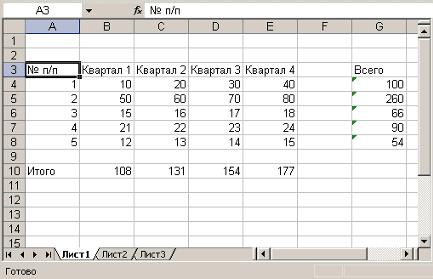 A3 fx № п/п
A B C D E F G
1
2
3 № п/п Квартал 1 Квартал 2 Квартал 3 Квартал 4 Всего
4 1 10 20 30 40 100
5 2 50 60 70 80 260
6 3 15 16 17 18 66
7 4 21 22 23 24 90
8 5 12 13 14 15 54
9
10 Итого 108 131 154 177
11
12
13
14
15
Лист1 Лист2 Лист3
Готово